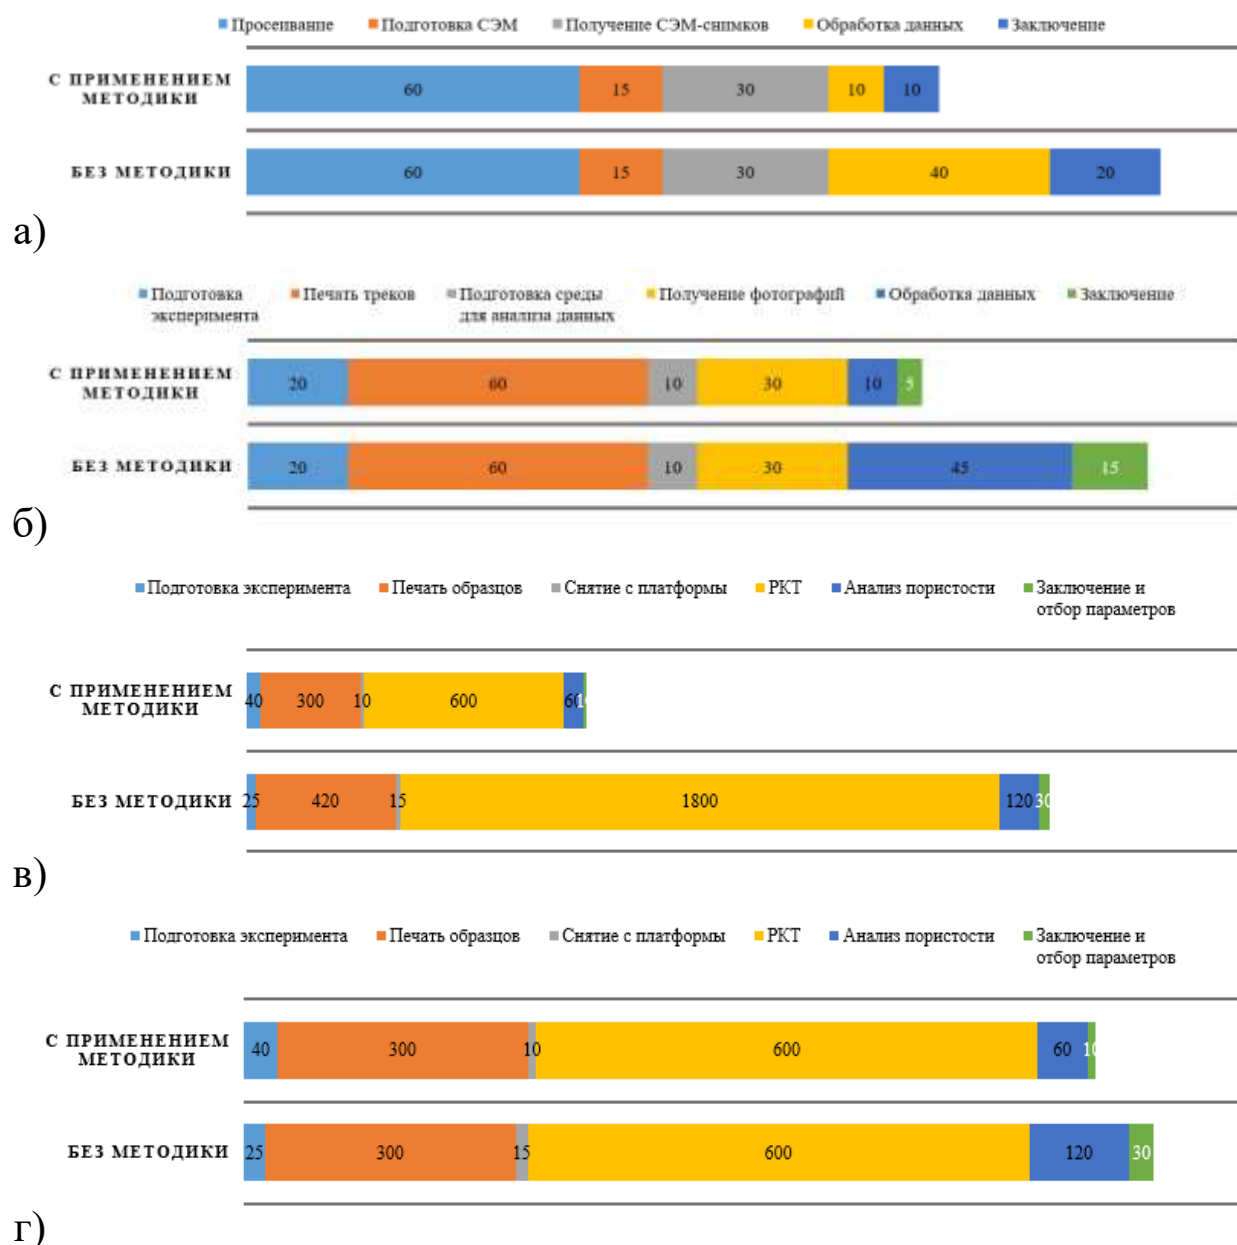 Просеивание Подготовка СЭМ Получение СЭМ-снимков Обработка данных Заключение
С ПРИМЕНЕНИЕМ
МЕТОДИКИ
60 15 30 10 10
БЕЗ МЕТОДИКИ
60 15 30 40 20
а)
Подготовка эксперимента Печать треков Подготовка среды для анализа данных Получение фотографий Обработка данных Заключение
С ПРИМЕНЕНИЕМ
МЕТОДИКИ
20 60 10 30 10 5
БЕЗ МЕТОДИКИ
20 60 10 30 45 15
б)
Подготовка эксперимента Печать образцов Снятие с платформы РКТ Анализ пористости Заключение и
отбор параметров
С ПРИМЕНЕНИЕМ
МЕТОДИКИ
40 300 10 600 60
БЕЗ МЕТОДИКИ
25 420 15 1800 120 30
в)
Подготовка эксперимента Печать образцов Снятие с платформы РКТ Анализ пористости Заключение и
отбор параметров
С ПРИМЕНЕНИЕМ
МЕТОДИКИ
40 300 10 600 60 10
БЕЗ МЕТОДИКИ
25 300 15 600 120 30
г)